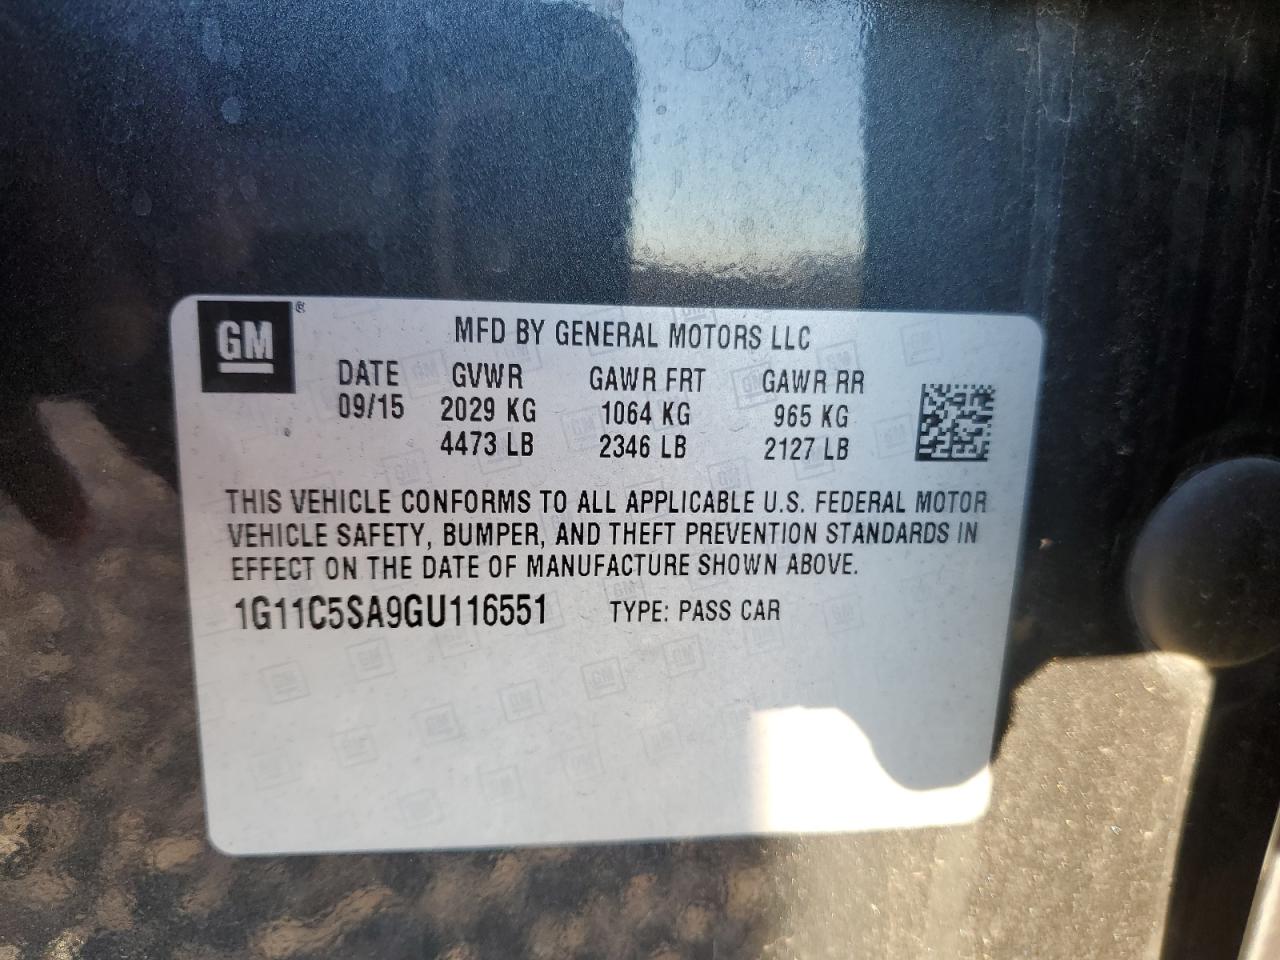 GM®
MFD BY GENERAL MOTORS LLC
DATE GVWR GAWR FRT GAWR RR
09/15 2029 KG 1064 KG 965 KG
4473 LB 2346 LB 2127 LB
THIS VEHICLE CONFORMS TO ALL APPLICABLE U.S. FEDERAL MOTOR
VEHICLE SAFETY, BUMPER, AND THEFT PREVENTION STANDARDS IN
EFFECT ON THE DATE OF MANUFACTURE SHOWN ABOVE.
1G11C5SA9GU116551 TYPE: PASS CAR